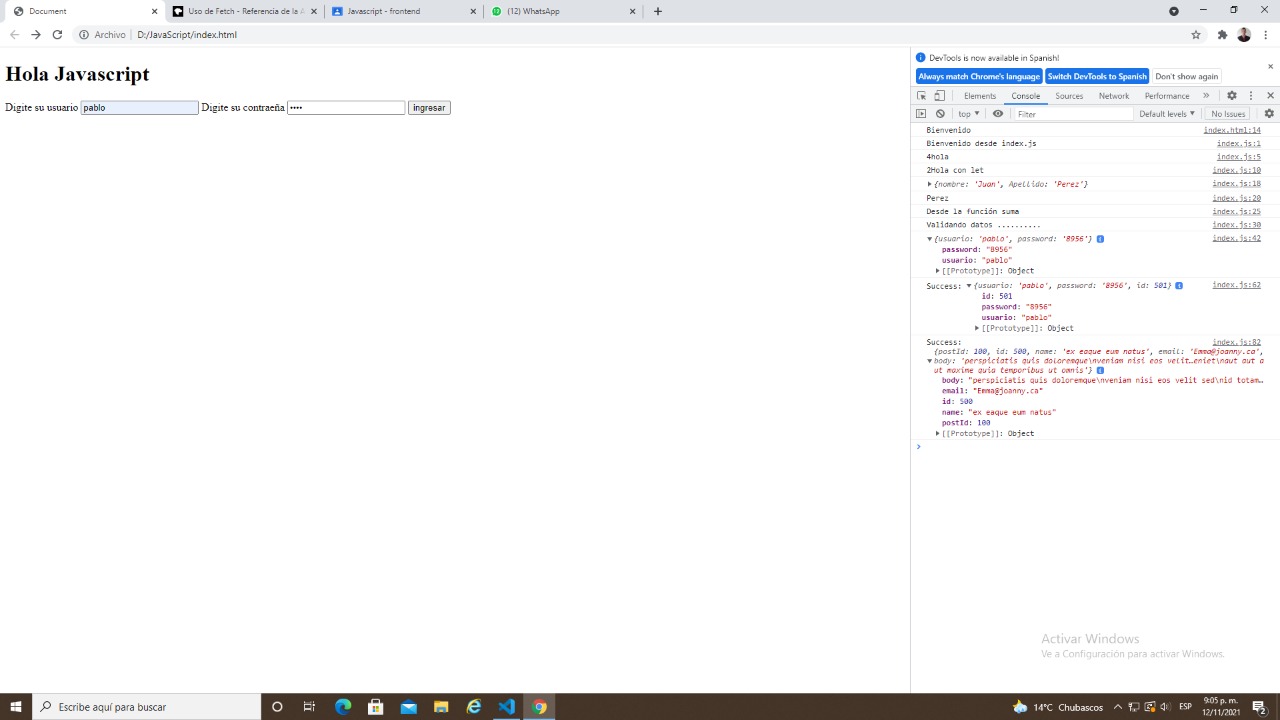 Document
Uso de Fetch - Referencia de la A
Javascript - frontend
(12) WhatsApp
Archivo
D:/JavaScript/index.html
Hola Javascript
Digite su usuario pablo Digite su contraeña •••• ingresar
DevTools is now available in Spanish!
Always match Chrome's language Switch DevTools to Spanish Don't show again
Elements Console Sources Network Performance
top Filter Default levels No Issues
Bienvenido index.html:14
Bienvenido desde index.js index.js:1
4hola index.js:5
2Hola con let index.js:10
{nombre: 'Juan', Apellido: 'Perez'} index.js:18
Perez index.js:20
Desde la función suma index.js:25
Validando datos .......... index.js:30
{usuario: 'pablo', password: '8956'} index.js:42
password: "8956"
usuario: "pablo"
[[Prototype]]: Object
Success: {usuario: 'pablo', password: '8956', id: 501} index.js:62
id: 501
password: "8956"
usuario: "pablo"
[[Prototype]]: Object
Success: index.js:82
{postId: 100, id: 500, name: 'ex eaque eum natus', email: 'Emma@joanny.ca',
body: 'perspiciatis quis doloremque\nveniam nisi eos velit…eniet\naut aut a
ut maxime quia temporibus ut omnis'}
body: "perspiciatis quis doloremque\nveniam nisi eos velit sed\nid totam…
email: "Emma@joanny.ca"
id: 500
name: "ex eaque eum natus"
postId: 100
[[Prototype]]: Object
Activar Windows
Ve a Configuración para activar Windows.
Escribe aquí para buscar
14°C Chubascos
ESP
9:05 p. m.
12/11/2021
2